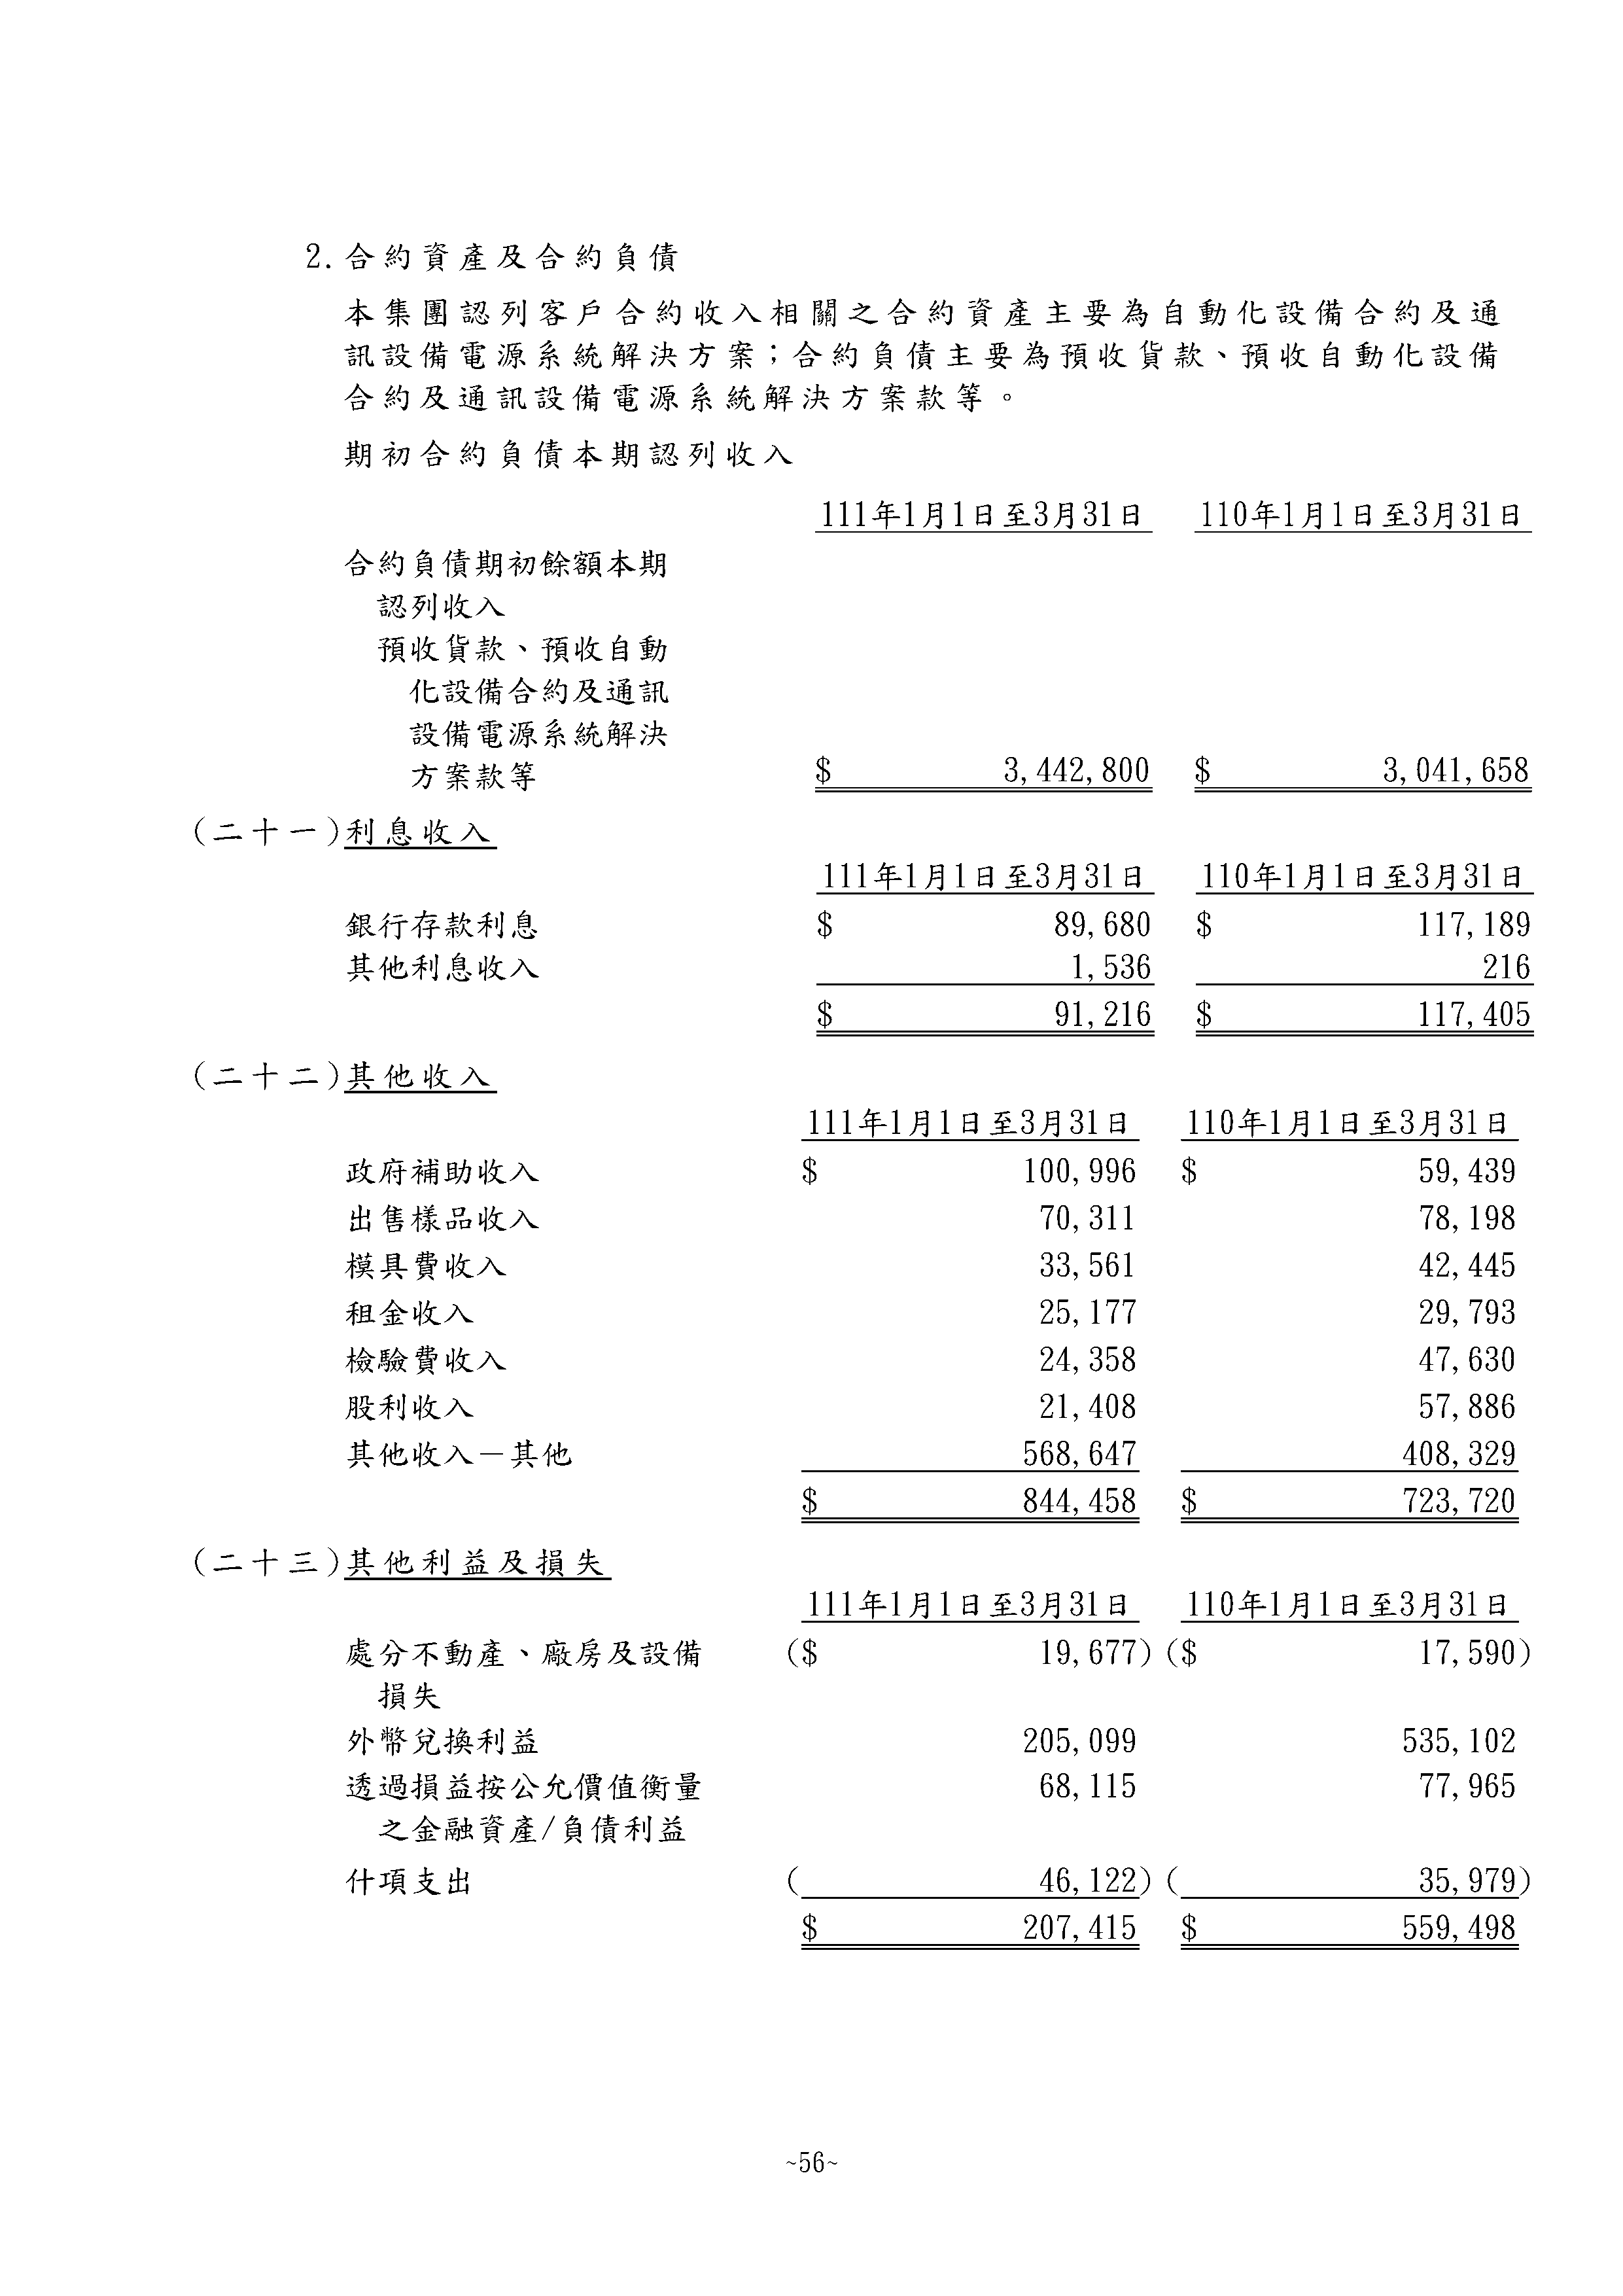 2. 合約資產及合約負債
本集團認列客戶合約收入相關之合約資產主要為自動化設備合約及通
訊設備電源系統解決方案；合約負債主要為預收貨款、預收自動化設備
合約及通訊設備電源系統解決方案款等。
期初合約負債本期認列收入
111年1月1日至3月31日 110年1月1日至3月31日
合約負債期初餘額本期
認列收入
預收貨款、預收自動
化設備合約及通訊
設備電源系統解決
方案款等 $ 3,442,800 $ 3,041,658
(二十一)利息收入
111年1月1日至3月31日 110年1月1日至3月31日
銀行存款利息 $ 89,680 $ 117,189
其他利息收入 1,536 216
$ 91,216 $ 117,405
(二十二)其他收入
111年1月1日至3月31日 110年1月1日至3月31日
政府補助收入 $ 100,996 $ 59,439
出售樣品收入 70,311 78,198
模具費收入 33,561 42,445
租金收入 25,177 29,793
檢驗費收入 24,358 47,630
股利收入 21,408 57,886
其他收入－其他 568,647 408,329
$ 844,458 $ 723,720
(二十三)其他利益及損失
111年1月1日至3月31日 110年1月1日至3月31日
處分不動產、廠房及設備 ($ 19,677) ($ 17,590)
損失
外幣兌換利益 205,099 535,102
透過損益按公允價值衡量 68,115 77,965
之金融資產/負債利益
什項支出 ( 46,122) ( 35,979)
$ 207,415 $ 559,498
~56~